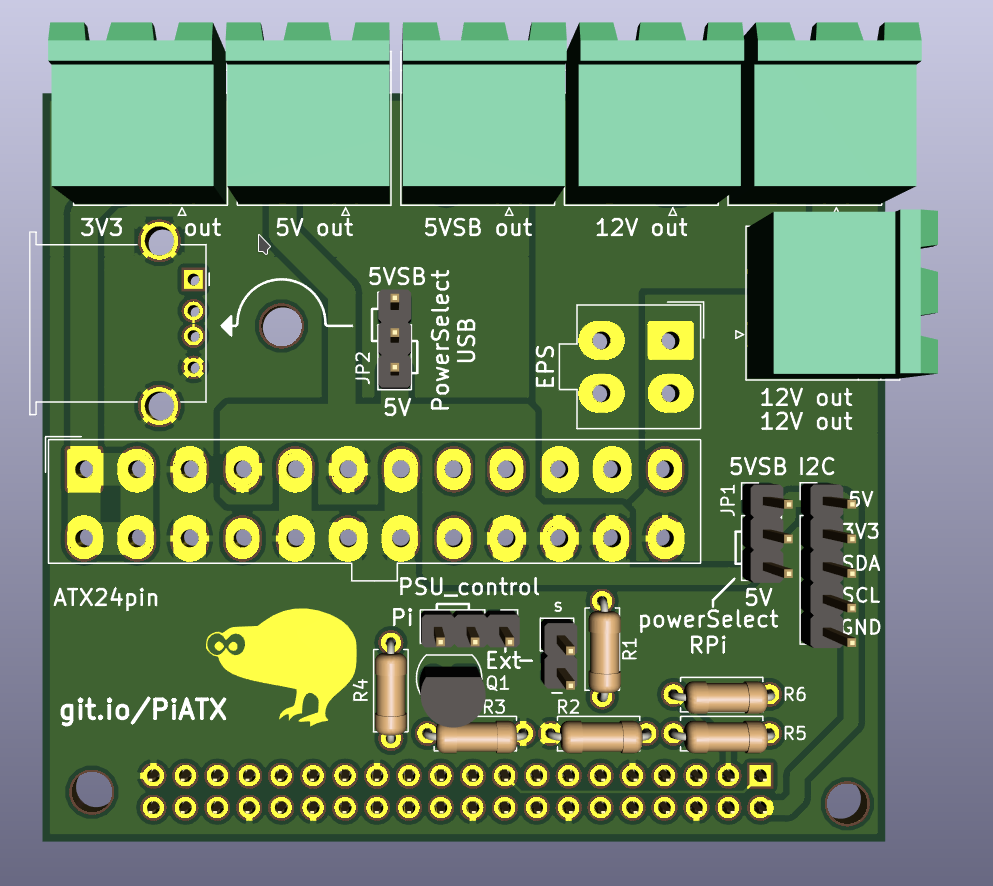 3V3 out
5V out
5VSB out
12V out
5VSB
PowerSelect
USB
JP2
5V
EPS
12V out
12V out
5VSB
I2C
JP1
5V
3V3
SDA
SCL
GND
5V
powerSelect
RPi
ATX24pin
PSU_control
Pi
Ext-
s
-
Q1
R1
R4
R3
R2
R6
R5
git.io/PiATX